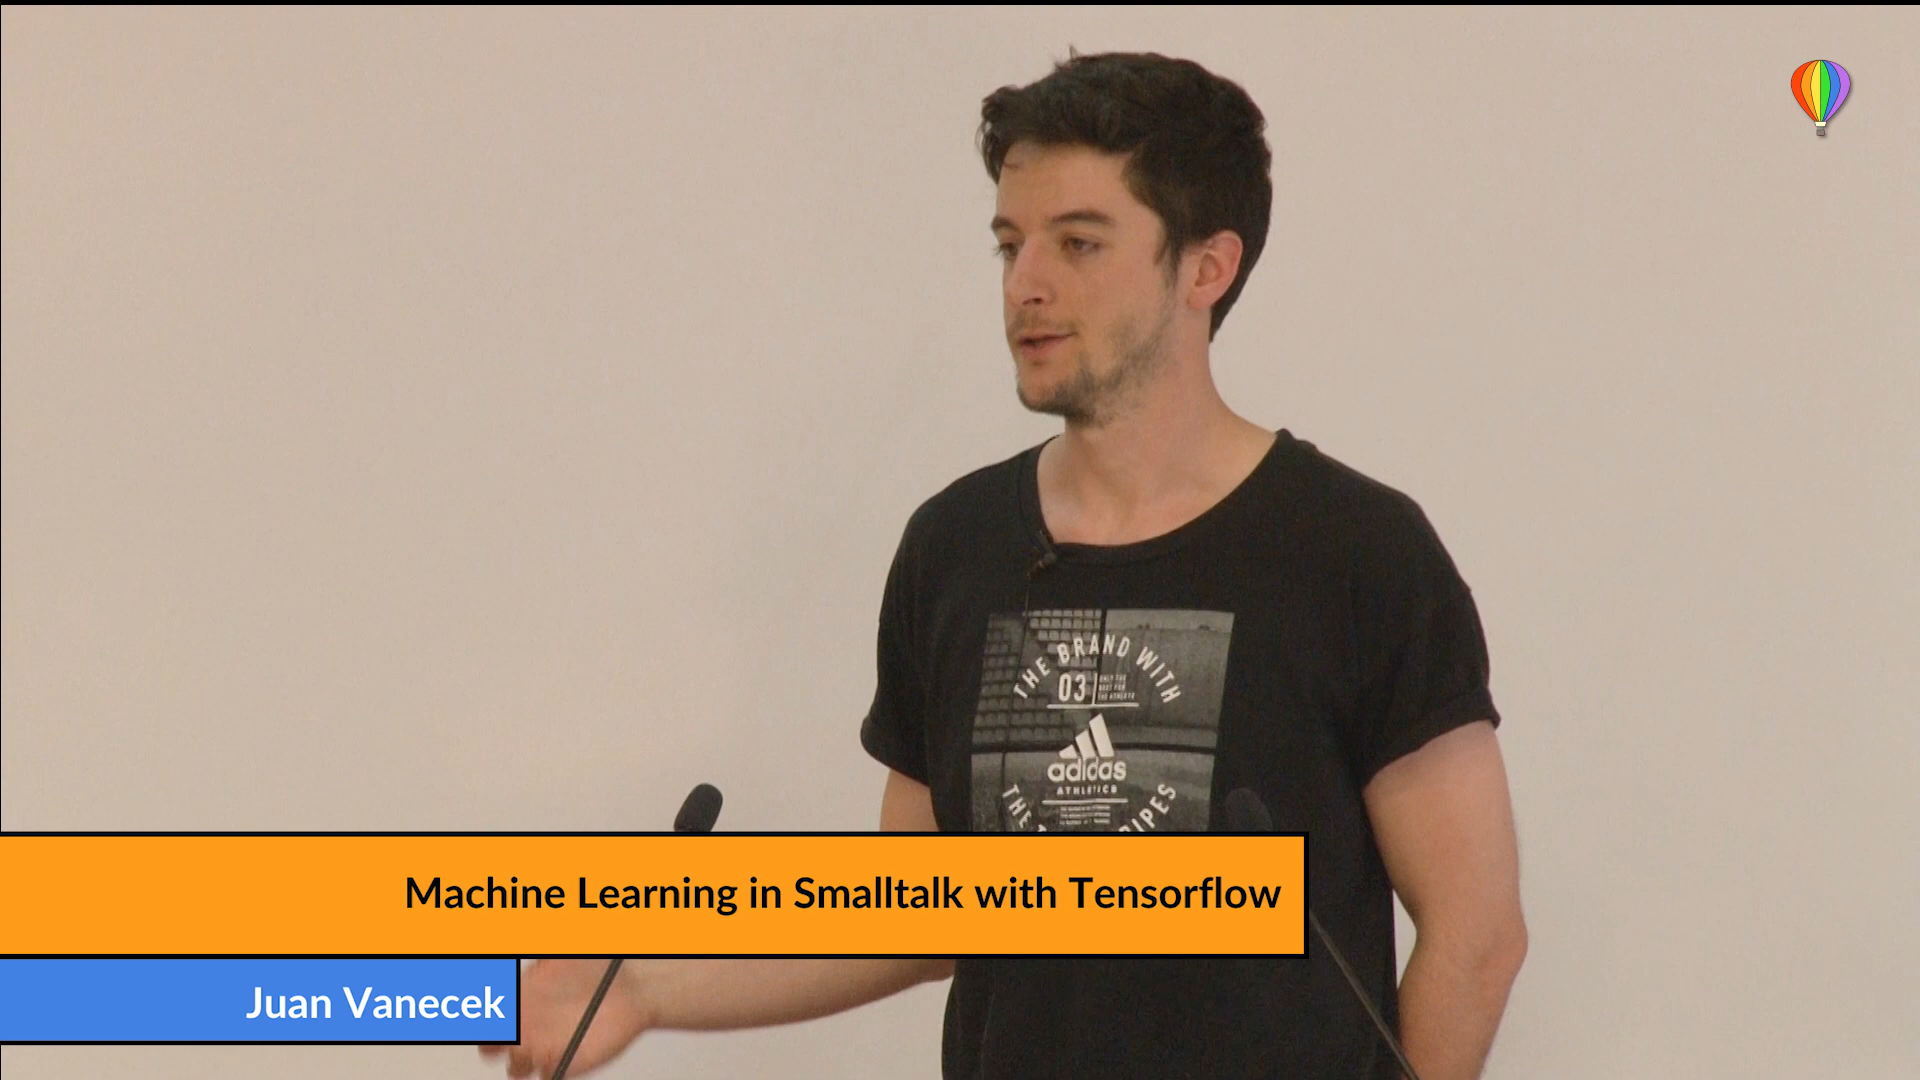 THE BRAND WITH
03
adidas
ATHLETICS
Machine Learning in Smalltalk with Tensorflow
Juan Vanecek